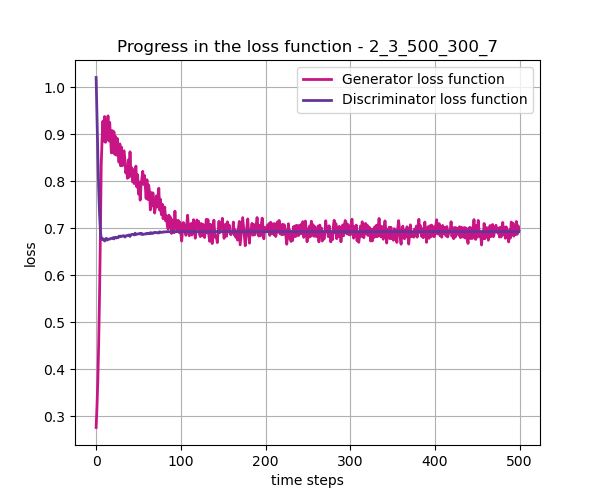 Progress in the loss function - 2_3_500_300_7
Generator loss function
Discriminator loss function
1.0
0.9
0.8
0.7
0.6
0.5
0.4
0.3
loss
0 100 200 300 400 500
time steps